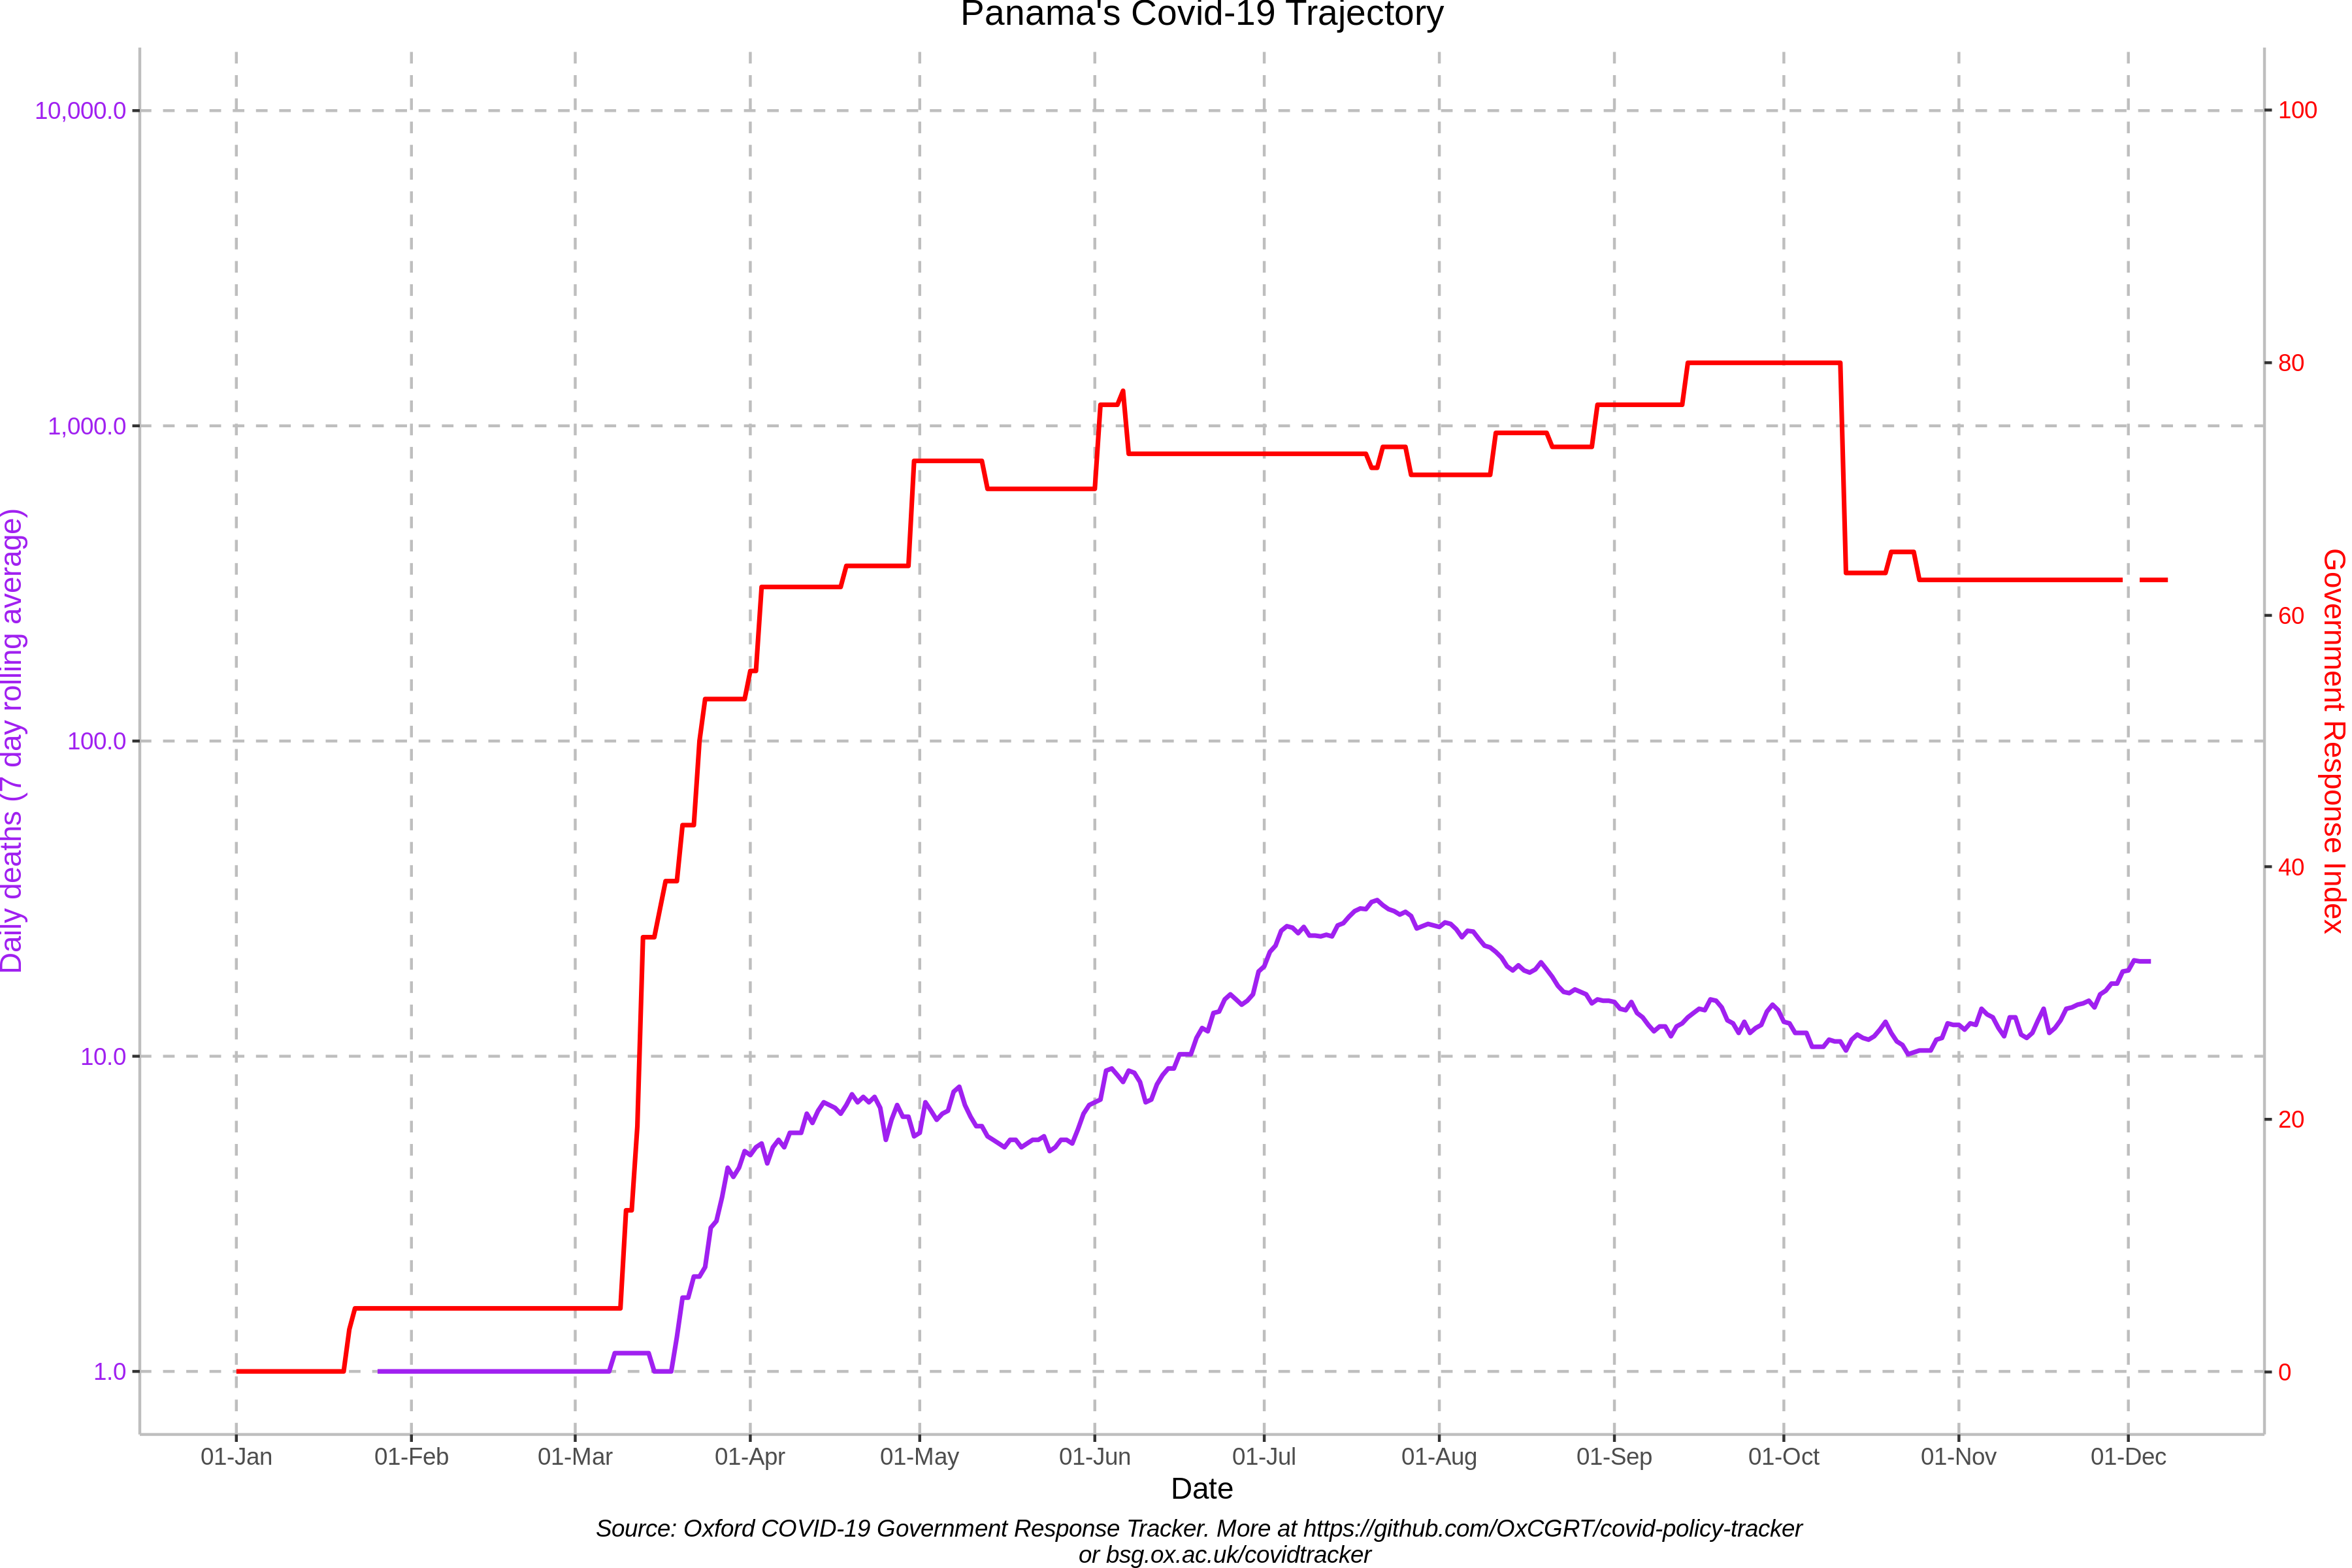 Panama's Covid-19 Trajectory
10,000.0
1,000.0
100.0
10.0
1.0
Daily deaths (7 day rolling average)
100
80
60
40
20
0
Government Response Index
01-Jan 01-Feb 01-Mar 01-Apr 01-May 01-Jun 01-Jul 01-Aug 01-Sep 01-Oct 01-Nov 01-Dec
Date
Source: Oxford COVID-19 Government Response Tracker. More at https://github.com/OxCGRT/covid-policy-tracker
or bsg.ox.ac.uk/covidtracker